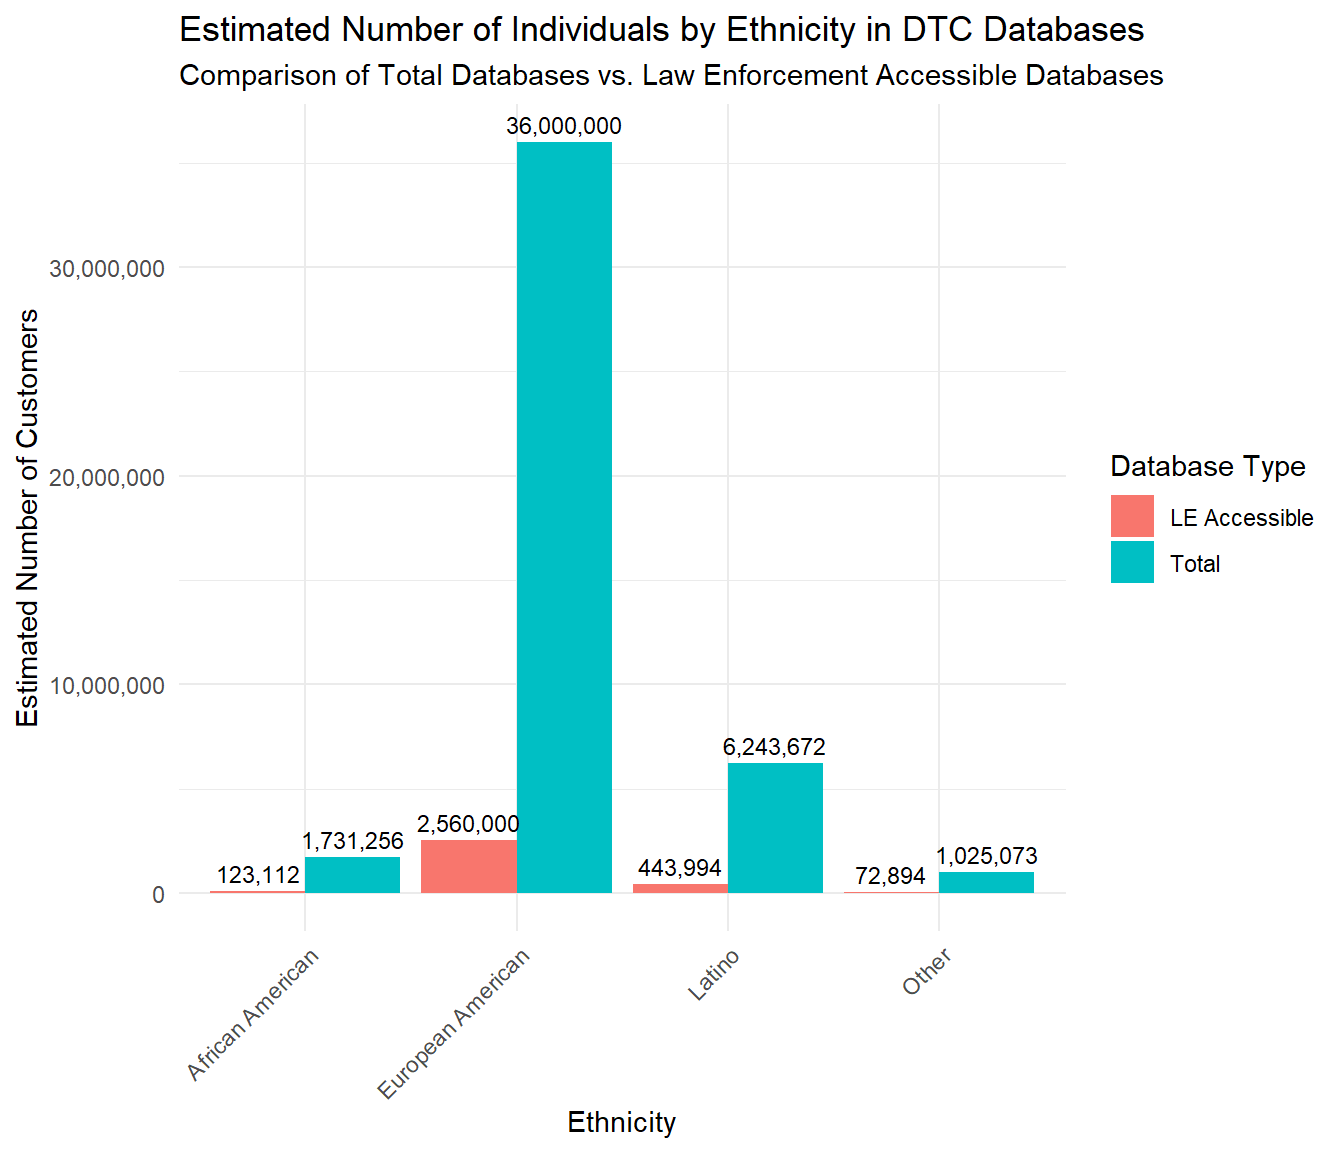 Estimated Number of Individuals by Ethnicity in DTC Databases
Comparison of Total Databases vs. Law Enforcement Accessible Databases
Estimated Number of Customers
30,000,000
20,000,000
10,000,000
0
123,112
1,731,256
2,560,000
36,000,000
443,994
6,243,672
72,894
1,025,073
African American
European American
Latino
Other
Ethnicity
Database Type
LE Accessible
Total